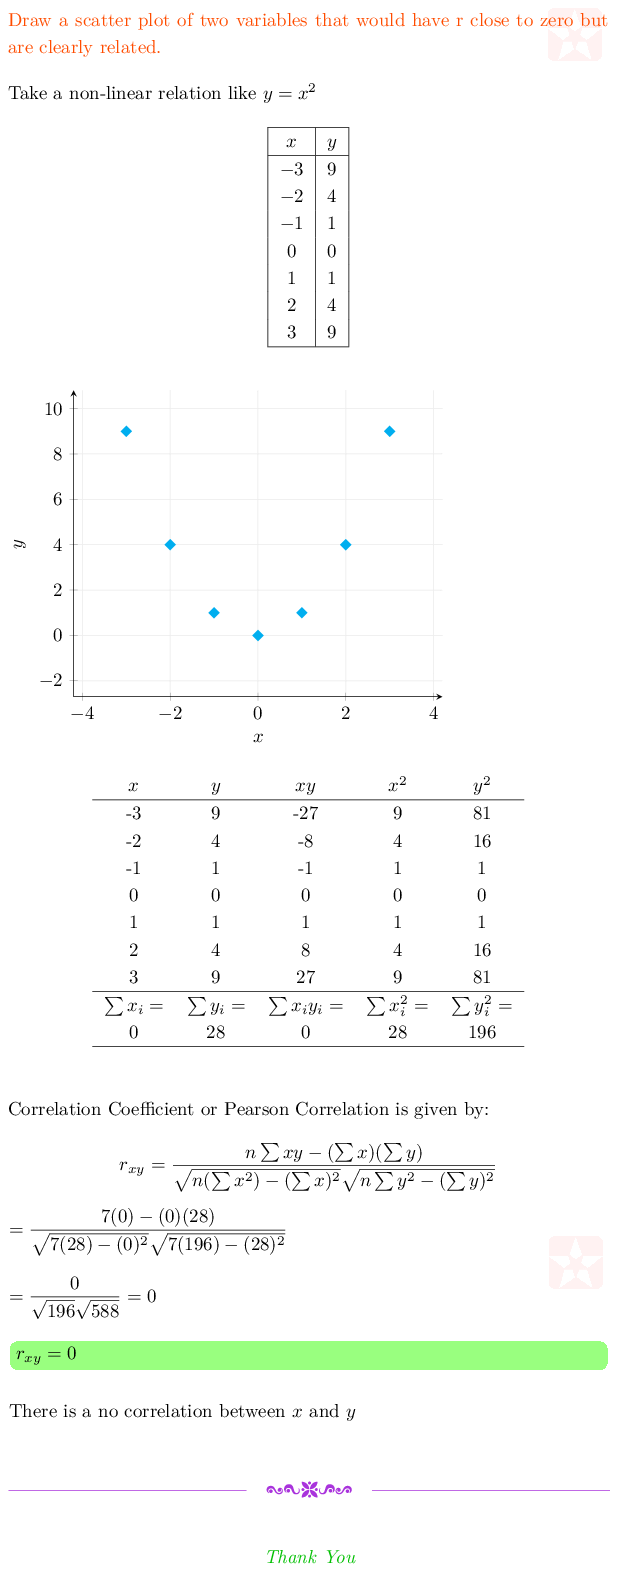 Draw a scatter plot of two variables that would have r close to zero but
are clearly related.
Take a non-linear relation like y = x²
x y
−3 9
−2 4
−1 1
0 0
1 1
2 4
3 9
10
8
6
4
2
0
−2
y
−4 −2 0 2 4
x
x y xy x² y²
-3 9 -27 9 81
-2 4 -8 4 16
-1 1 -1 1 1
0 0 0 0 0
1 1 1 1 1
2 4 8 4 16
3 9 27 9 81
∑ xᵢ = ∑ yᵢ = ∑ xᵢyᵢ = ∑ xᵢ² = ∑ yᵢ² =
0 28 0 28 196
Correlation Coefficient or Pearson Correlation is given by:
r_xy = (n ∑ xy − (∑ x)(∑ y)) / (√(n(∑ x²) − (∑ x)²) √(n ∑ y² − (∑ y)²))
= (7(0) − (0)(28)) / (√(7(28) − (0)²) √(7(196) − (28)²))
= 0 / (√196 √588) = 0
r_xy = 0
There is a no correlation between x and y
Thank You